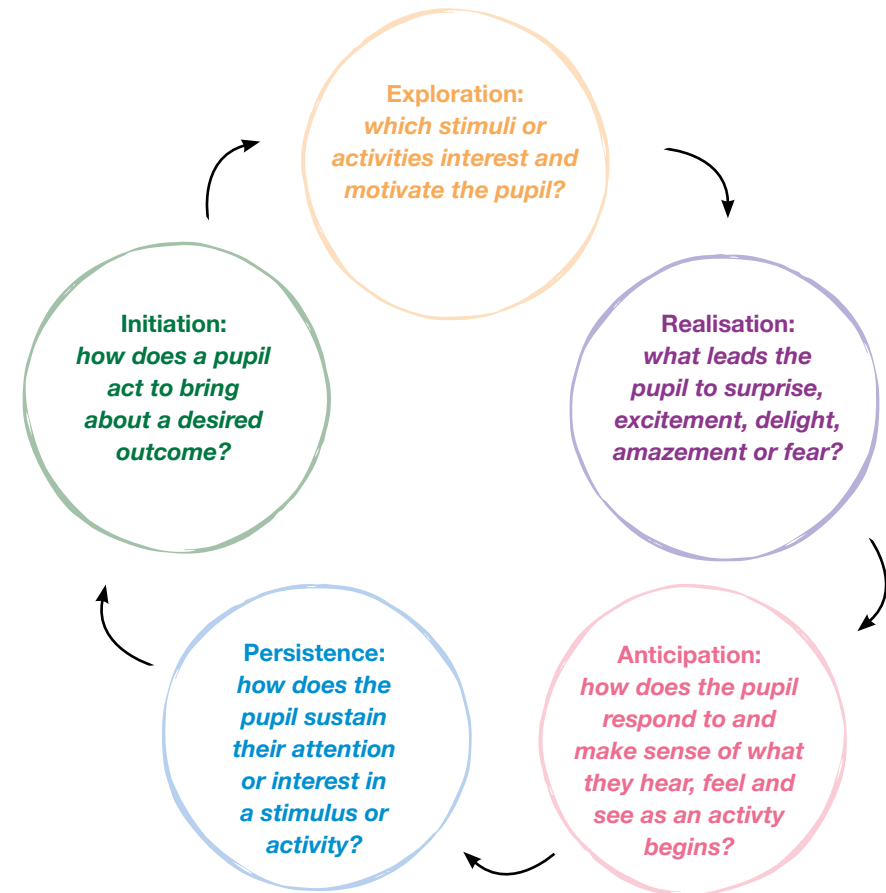 Exploration:
which stimuli or
activities interest and
motivate the pupil?
Realisation:
what leads the
pupil to surprise,
excitement, delight,
amazement or fear?
Anticipation:
how does the pupil
respond to and
make sense of what
they hear, feel and
see as an activty
begins?
Persistence:
how does the
pupil sustain
their attention
or interest in
a stimulus or
activity?
Initiation:
how does a pupil
act to bring
about a desired
outcome?